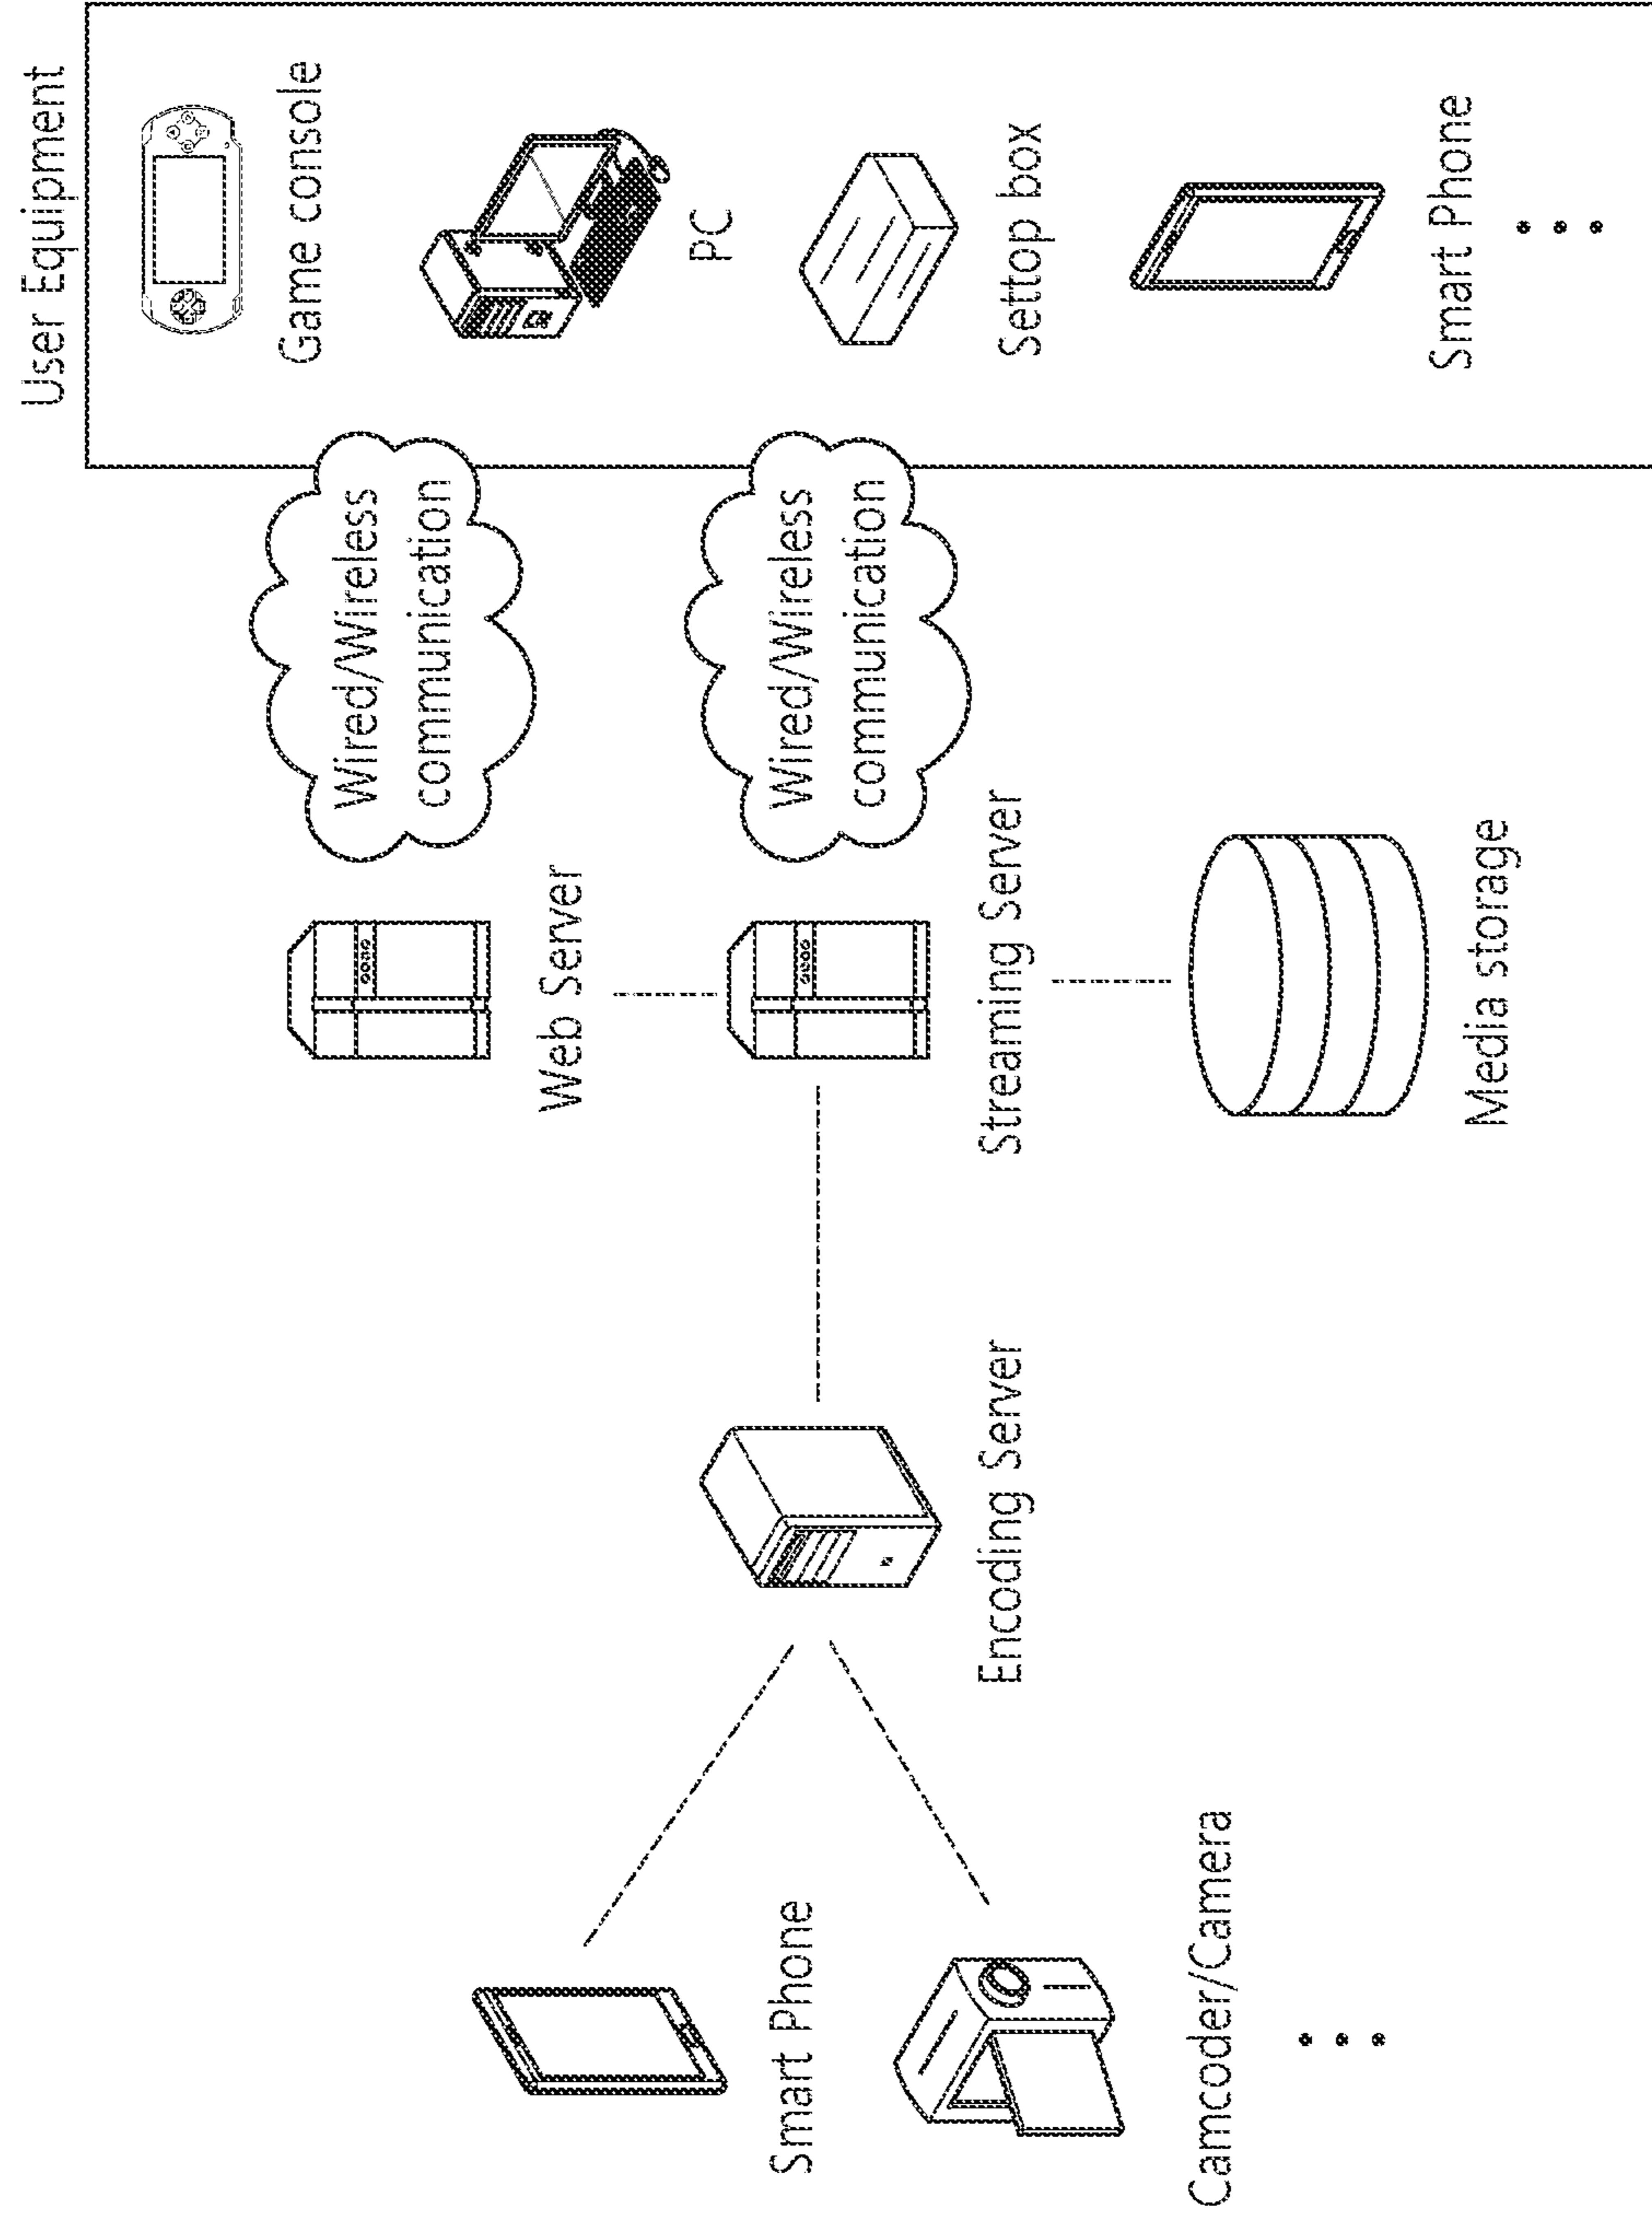 User Equipment
Game console
PC
Settop box
Smart Phone
Wired/Wireless
communication
Wired/Wireless
communication
Web Server
Streaming Server
Media storage
Encoding Server
Smart Phone
Camcoder/Camera